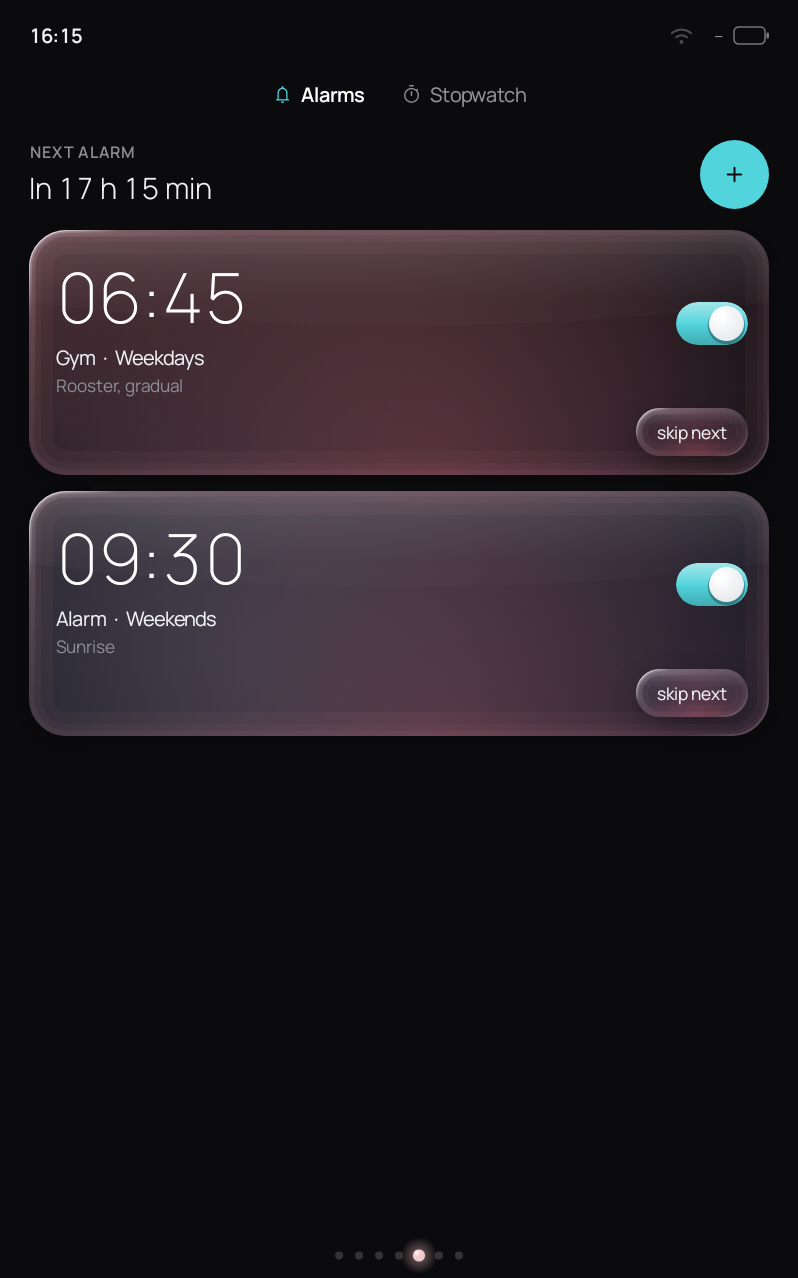 16:15
–
Alarms Stopwatch
NEXT ALARM
In 17 h 15 min
+
06:45
Gym · Weekdays
Rooster, gradual
skip next
09:30
Alarm · Weekends
Sunrise
skip next